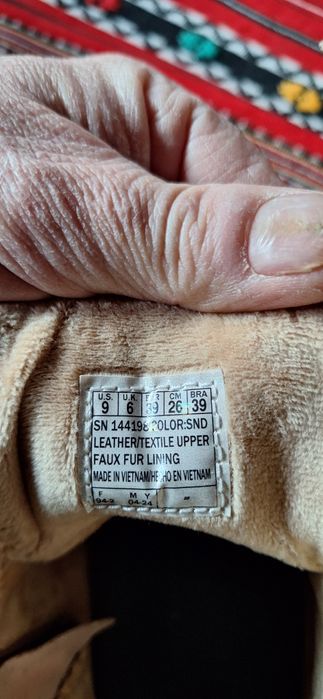 U.S. U.K. EUR CM BRA
9 6 39 26 39
SN 144198 COLOR:SND
LEATHER/TEXTILE UPPER
FAUX FUR LINING
MADE IN VIETNAM/HECHO EN VIETNAM
F M Y
04-24